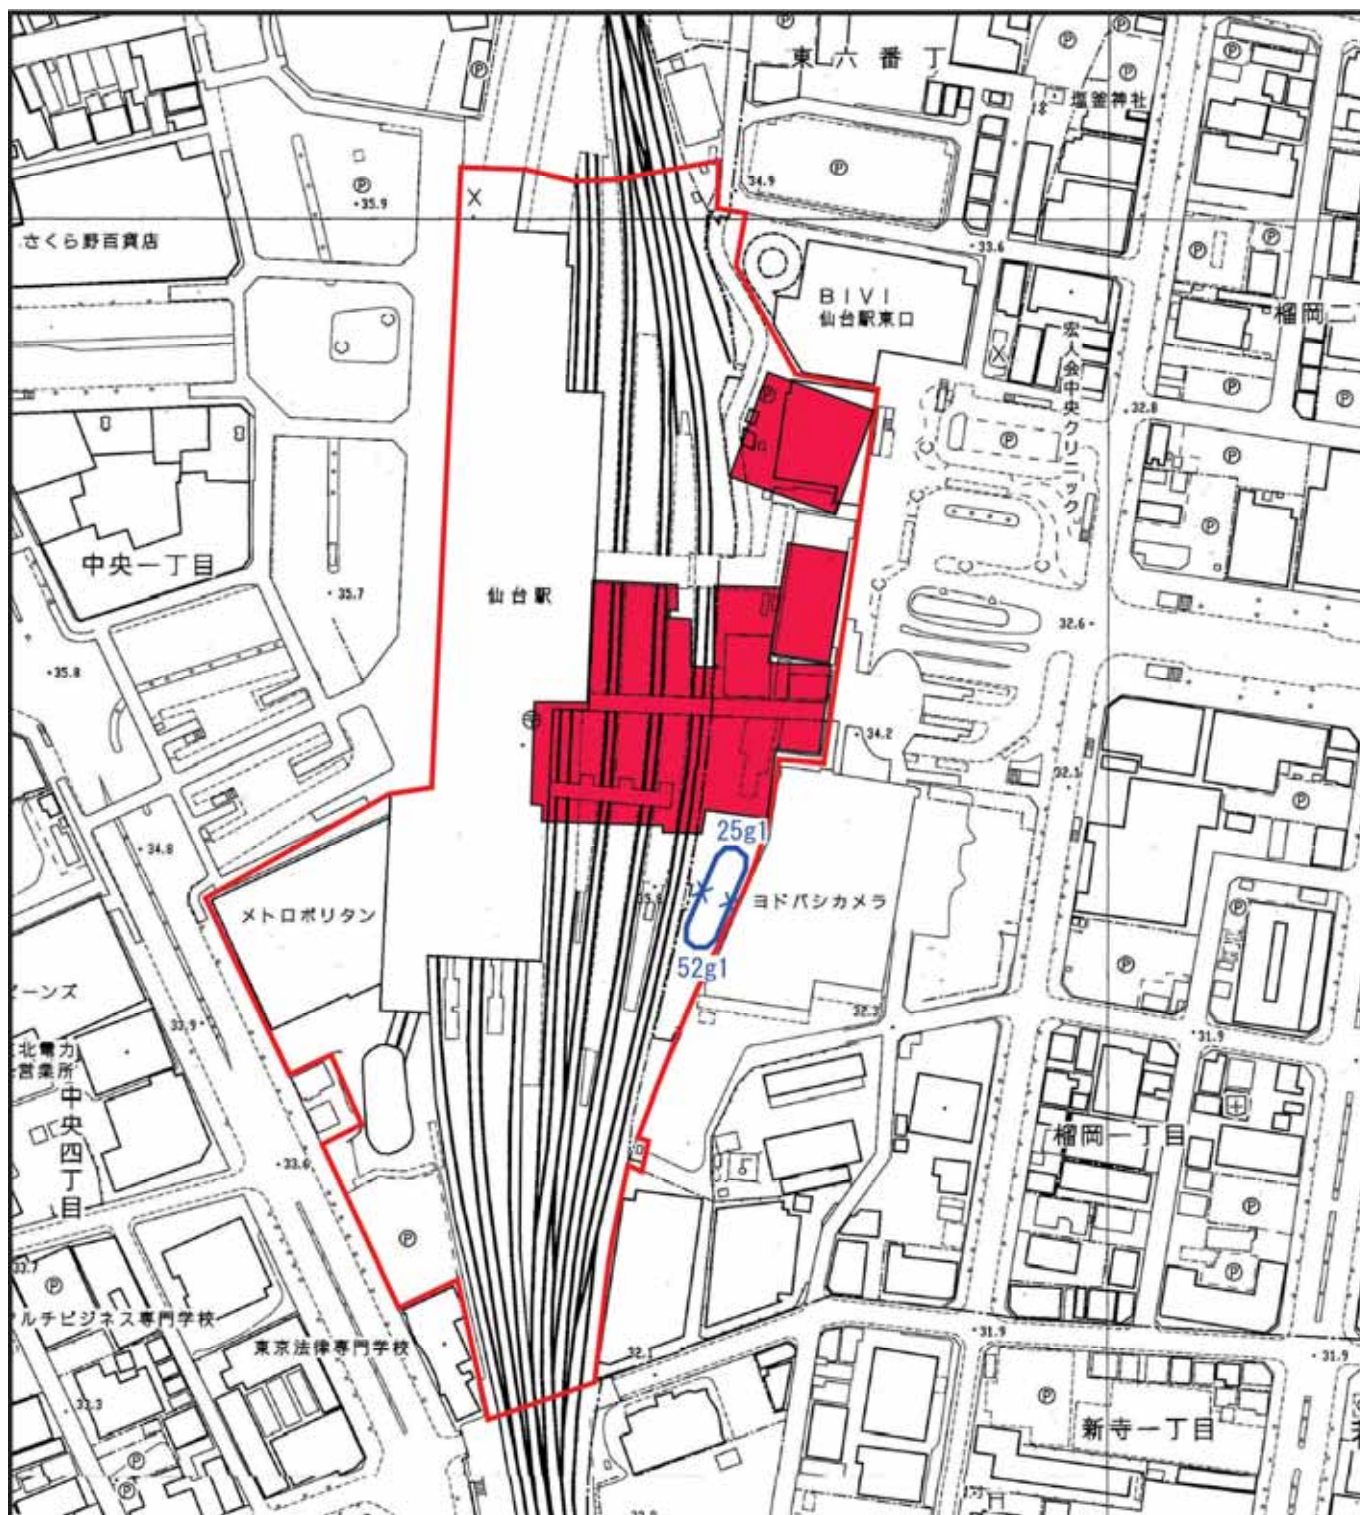 東六番丁
塩釜神社
34.9
35.9
さくら野百貨店
33.6
BIVI
仙台駅東口
榴岡二
宏人会中央クリニック
32.8
中央一丁目
35.7
仙台駅
32.6
35.8
34.2
32.1
25g1
34.8
メトロポリタン
ヨドバシカメラ
52g1
ビーンズ
33.9
32.3
31.9
北電力
営業所
中央四丁目
榴岡一丁目
33.6
33.7
ルチビジネス専門学校
東京法律専門学校
32.1
31.9
31.9
3.3
新寺一丁目